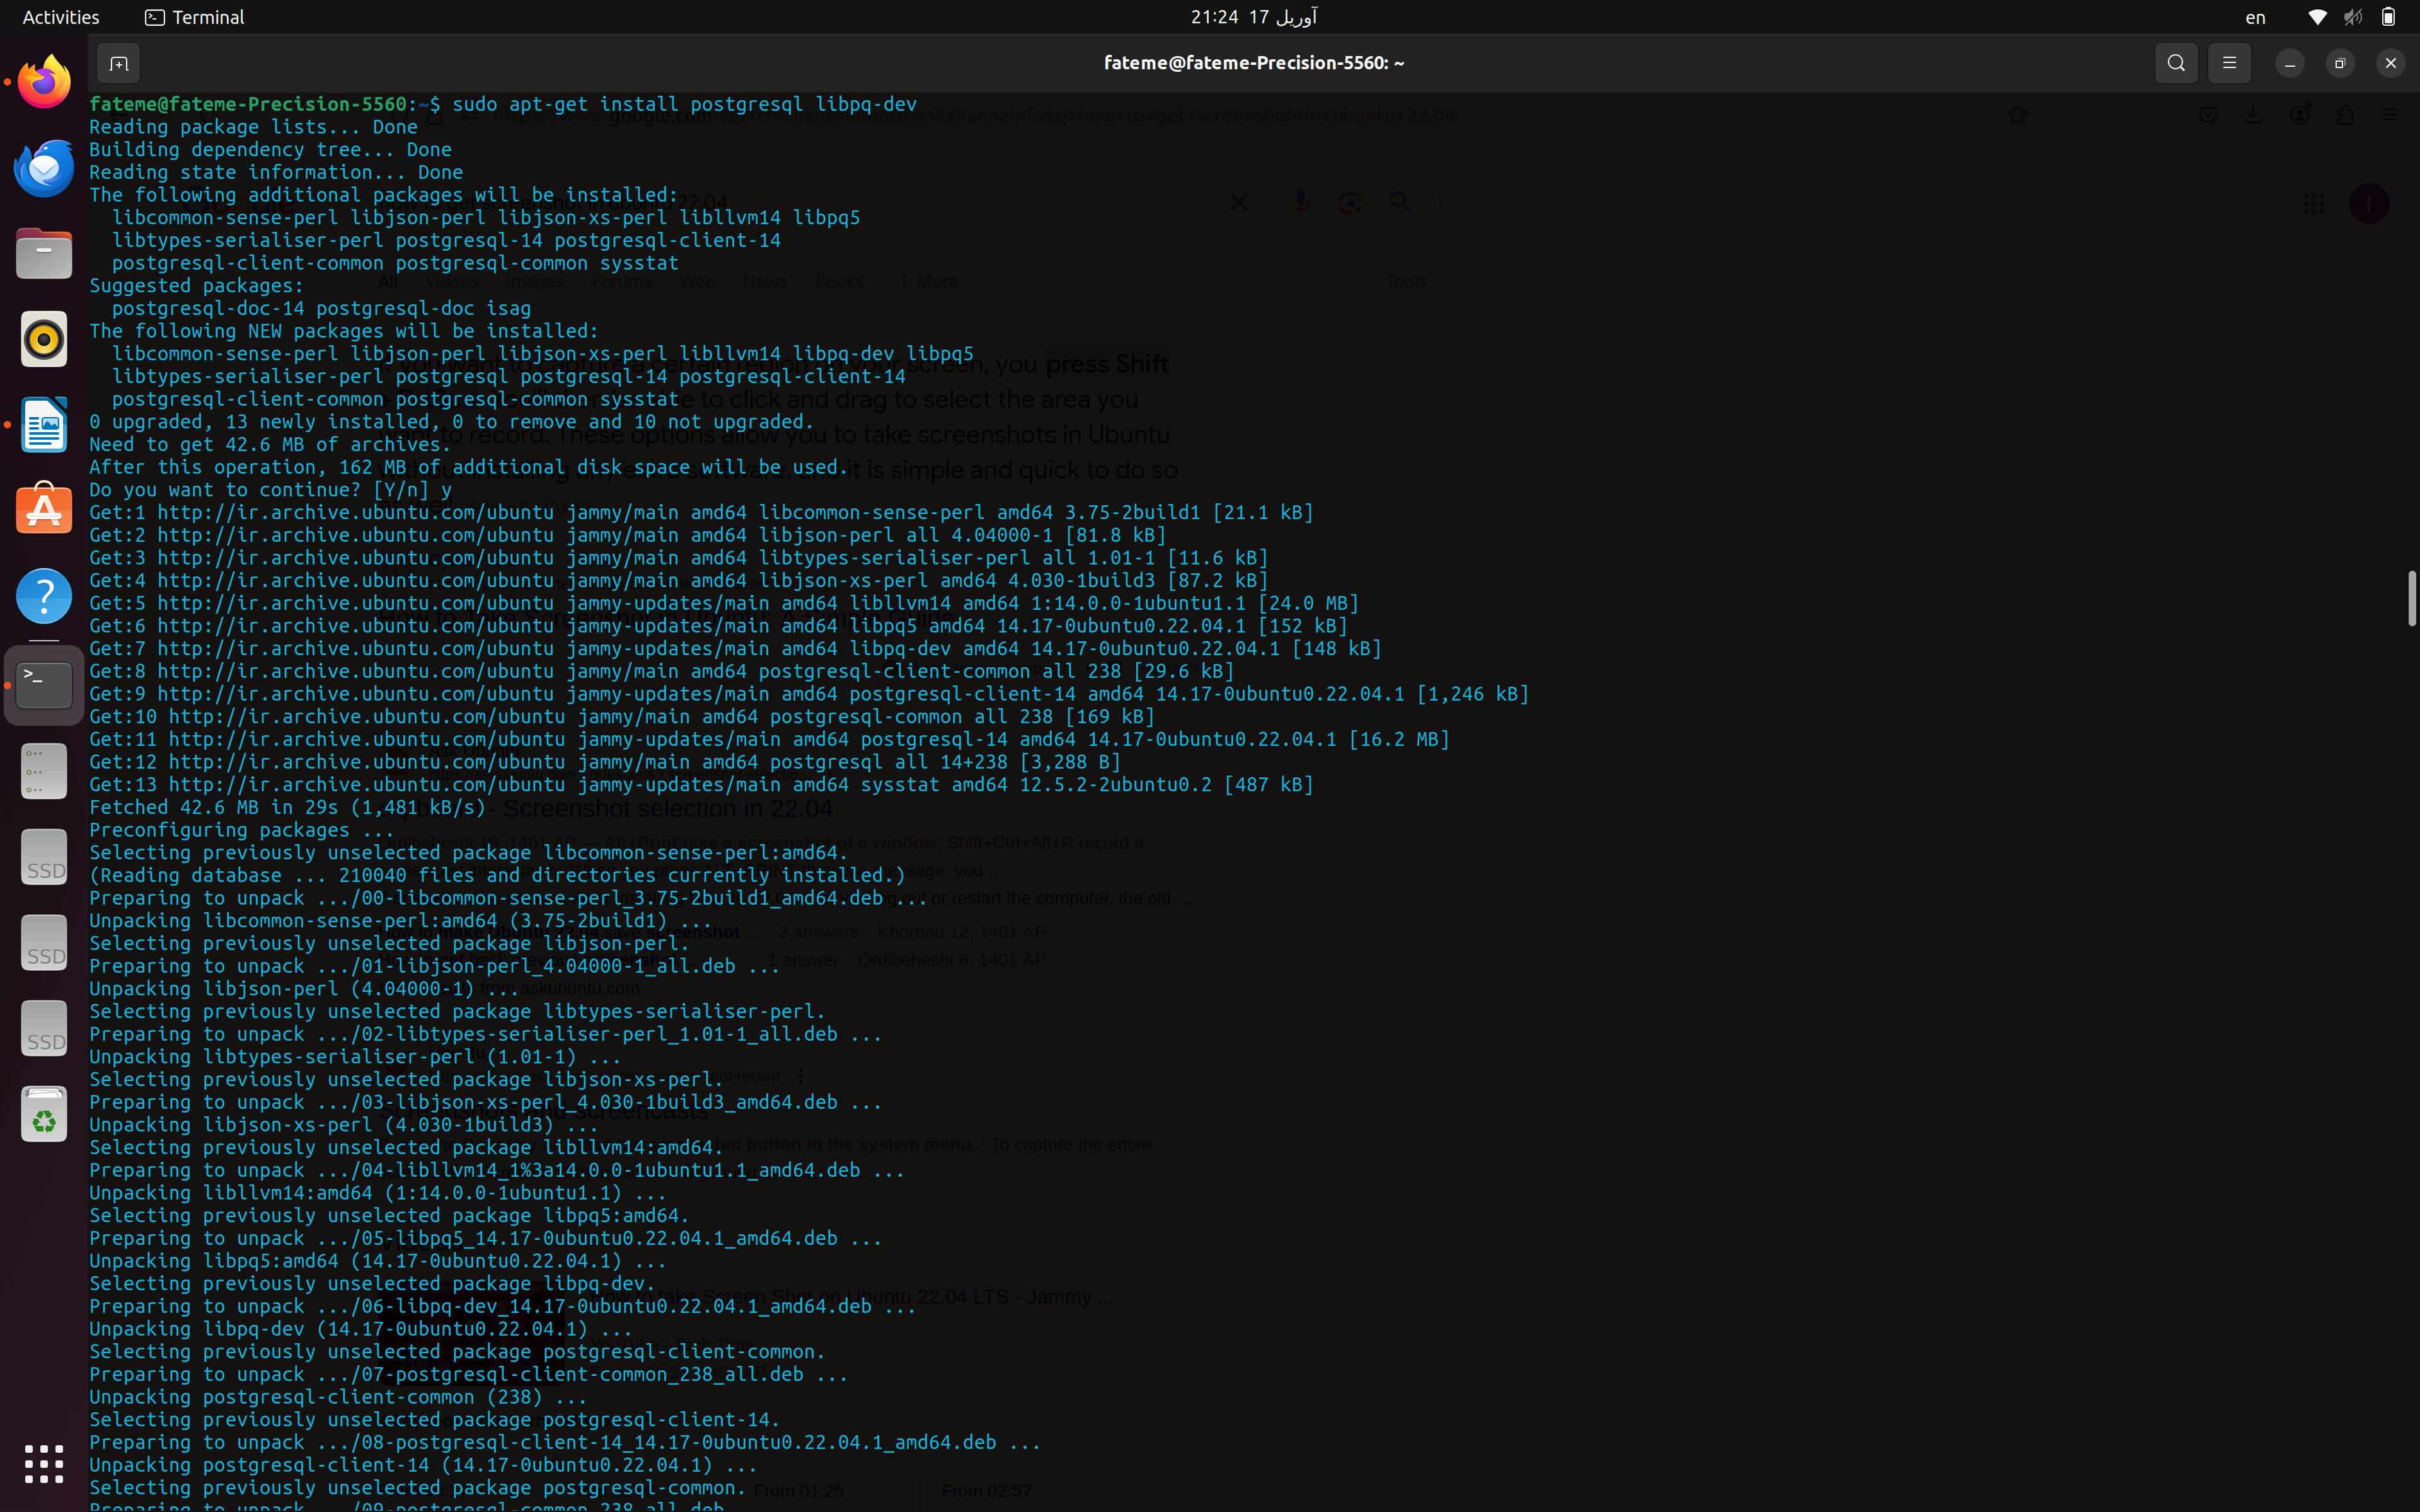 Activities
Terminal
21:24 17 آوریل
en
fateme@fateme-Precision-5560: ~
fateme@fateme-Precision-5560:~$ sudo apt-get install postgresql libpq-dev
Reading package lists... Done
Building dependency tree... Done
Reading state information... Done
The following additional packages will be installed:
  libcommon-sense-perl libjson-perl libjson-xs-perl libllvm14 libpq5
  libtypes-serialiser-perl postgresql-14 postgresql-client-14
  postgresql-client-common postgresql-common sysstat
Suggested packages:
  postgresql-doc-14 postgresql-doc isag
The following NEW packages will be installed:
  libcommon-sense-perl libjson-perl libjson-xs-perl libllvm14 libpq-dev libpq5
  libtypes-serialiser-perl postgresql postgresql-14 postgresql-client-14
  postgresql-client-common postgresql-common sysstat
0 upgraded, 13 newly installed, 0 to remove and 10 not upgraded.
Need to get 42.6 MB of archives.
After this operation, 162 MB of additional disk space will be used.
Do you want to continue? [Y/n] y
Get:1 http://ir.archive.ubuntu.com/ubuntu jammy/main amd64 libcommon-sense-perl amd64 3.75-2build1 [21.1 kB]
Get:2 http://ir.archive.ubuntu.com/ubuntu jammy/main amd64 libjson-perl all 4.04000-1 [81.8 kB]
Get:3 http://ir.archive.ubuntu.com/ubuntu jammy/main amd64 libtypes-serialiser-perl all 1.01-1 [11.6 kB]
Get:4 http://ir.archive.ubuntu.com/ubuntu jammy/main amd64 libjson-xs-perl amd64 4.030-1build3 [87.2 kB]
Get:5 http://ir.archive.ubuntu.com/ubuntu jammy-updates/main amd64 libllvm14 amd64 1:14.0.0-1ubuntu1.1 [24.0 MB]
Get:6 http://ir.archive.ubuntu.com/ubuntu jammy-updates/main amd64 libpq5 amd64 14.17-0ubuntu0.22.04.1 [152 kB]
Get:7 http://ir.archive.ubuntu.com/ubuntu jammy-updates/main amd64 libpq-dev amd64 14.17-0ubuntu0.22.04.1 [148 kB]
Get:8 http://ir.archive.ubuntu.com/ubuntu jammy/main amd64 postgresql-client-common all 238 [29.6 kB]
Get:9 http://ir.archive.ubuntu.com/ubuntu jammy-updates/main amd64 postgresql-client-14 amd64 14.17-0ubuntu0.22.04.1 [1,246 kB]
Get:10 http://ir.archive.ubuntu.com/ubuntu jammy/main amd64 postgresql-common all 238 [169 kB]
Get:11 http://ir.archive.ubuntu.com/ubuntu jammy-updates/main amd64 postgresql-14 amd64 14.17-0ubuntu0.22.04.1 [16.2 MB]
Get:12 http://ir.archive.ubuntu.com/ubuntu jammy/main amd64 postgresql all 14+238 [3,288 B]
Get:13 http://ir.archive.ubuntu.com/ubuntu jammy-updates/main amd64 sysstat amd64 12.5.2-2ubuntu0.2 [487 kB]
Fetched 42.6 MB in 29s (1,481 kB/s)
Preconfiguring packages ...
Selecting previously unselected package libcommon-sense-perl:amd64.
(Reading database ... 210040 files and directories currently installed.)
Preparing to unpack .../00-libcommon-sense-perl_3.75-2build1_amd64.deb ...
Unpacking libcommon-sense-perl:amd64 (3.75-2build1) ...
Selecting previously unselected package libjson-perl.
Preparing to unpack .../01-libjson-perl_4.04000-1_all.deb ...
Unpacking libjson-perl (4.04000-1) ...
Selecting previously unselected package libtypes-serialiser-perl.
Preparing to unpack .../02-libtypes-serialiser-perl_1.01-1_all.deb ...
Unpacking libtypes-serialiser-perl (1.01-1) ...
Selecting previously unselected package libjson-xs-perl.
Preparing to unpack .../03-libjson-xs-perl_4.030-1build3_amd64.deb ...
Unpacking libjson-xs-perl (4.030-1build3) ...
Selecting previously unselected package libllvm14:amd64.
Preparing to unpack .../04-libllvm14_1%3a14.0.0-1ubuntu1.1_amd64.deb ...
Unpacking libllvm14:amd64 (1:14.0.0-1ubuntu1.1) ...
Selecting previously unselected package libpq5:amd64.
Preparing to unpack .../05-libpq5_14.17-0ubuntu0.22.04.1_amd64.deb ...
Unpacking libpq5:amd64 (14.17-0ubuntu0.22.04.1) ...
Selecting previously unselected package libpq-dev.
Preparing to unpack .../06-libpq-dev_14.17-0ubuntu0.22.04.1_amd64.deb ...
Unpacking libpq-dev (14.17-0ubuntu0.22.04.1) ...
Selecting previously unselected package postgresql-client-common.
Preparing to unpack .../07-postgresql-client-common_238_all.deb ...
Unpacking postgresql-client-common (238) ...
Selecting previously unselected package postgresql-client-14.
Preparing to unpack .../08-postgresql-client-14_14.17-0ubuntu0.22.04.1_amd64.deb ...
Unpacking postgresql-client-14 (14.17-0ubuntu0.22.04.1) ...
Selecting previously unselected package postgresql-common.
Preparing to unpack .../09-postgresql-common_238_all.deb ...
SSD
SSD
SSD